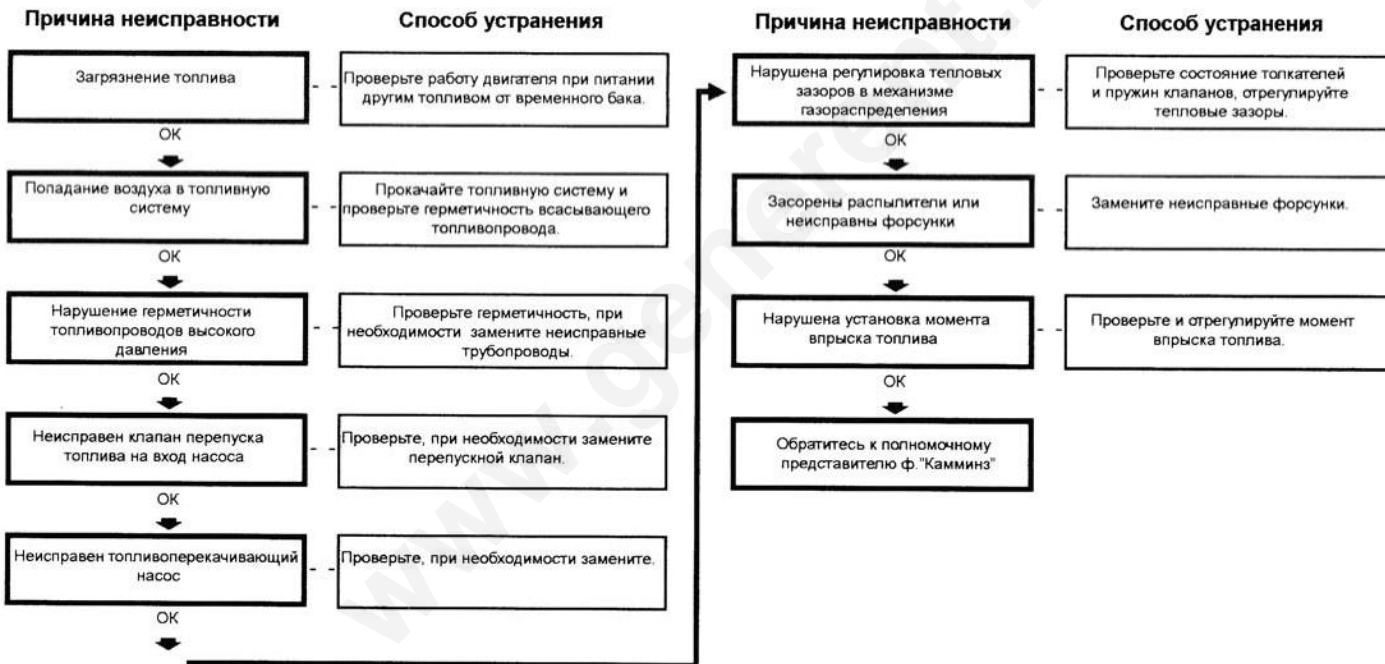 Причина неисправности
Способ устранения
Загрязнение топлива
Проверьте работу двигателя при питании
другим топливом от временного бака.
ОК
Попадание воздуха в топливную
систему
Прокачайте топливную систему и
проверьте герметичность всасывающего
топливопровода.
ОК
Нарушение герметичности
топливопроводов высокого
давления
Проверьте герметичность, при
необходимости замените неисправные
трубопроводы.
ОК
Неисправен клапан перепуска
топлива на вход насоса
Проверьте, при необходимости замените
перепускной клапан.
ОК
Неисправен топливоперекачивающий
насос
Проверьте, при необходимости замените.
ОК
Причина неисправности
Способ устранения
Нарушена регулировка тепловых
зазоров в механизме
газораспределения
Проверьте состояние толкателей
и пружин клапанов, отрегулируйте
тепловые зазоры.
ОК
Засорены распылители или
неисправны форсунки
Замените неисправные форсунки.
ОК
Нарушена установка момента
впрыска топлива
Проверьте и отрегулируйте момент
впрыска топлива.
ОК
Обратитесь к полномочному
представителю ф."Камминз"